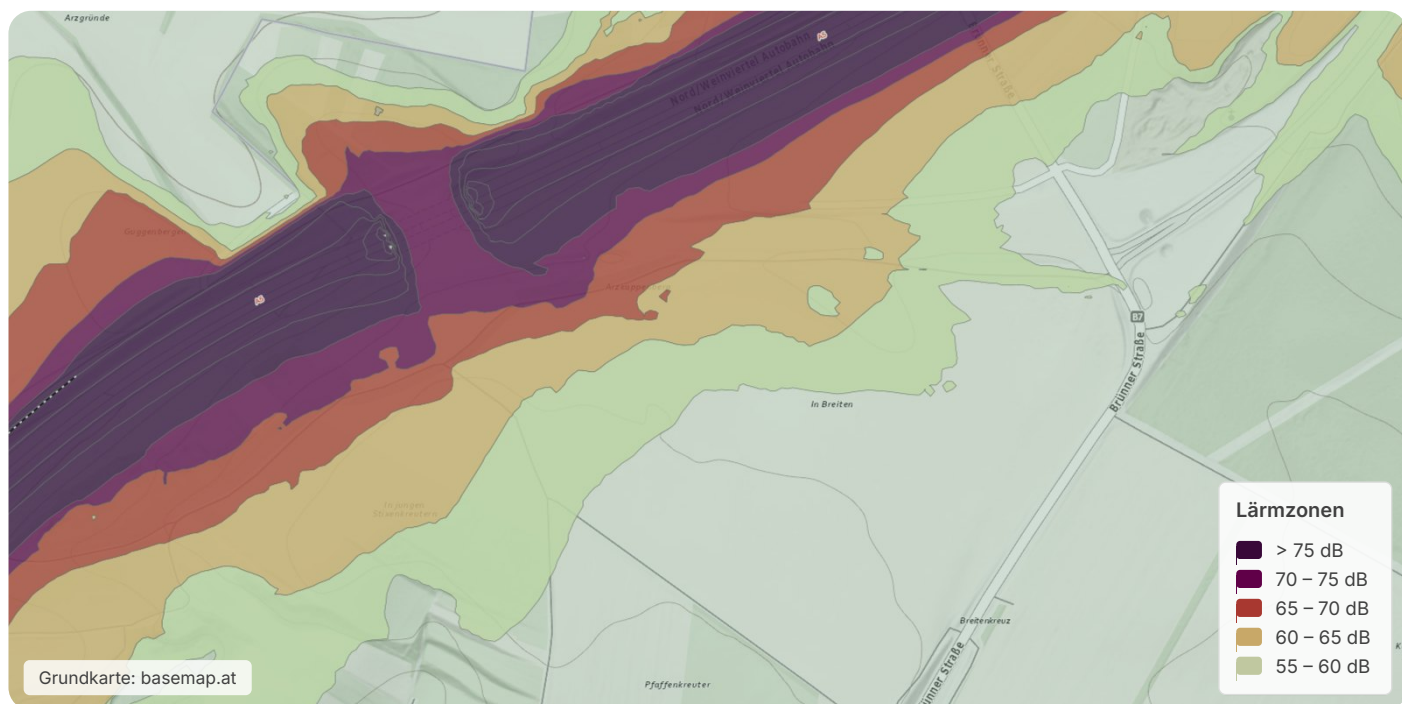 Arzgründe
A5
Nord/Weinviertel Autobahn
Nord/Weinviertel Autobahn
Brünner Straße
A5
B7
Brünner Straße
In Breiten
Lärmzonen
> 75 dB
70 – 75 dB
65 – 70 dB
60 – 65 dB
55 – 60 dB
Breitenkreuz
Brünner Straße
K
Grundkarte: basemap.at
Pfaffenkreuter